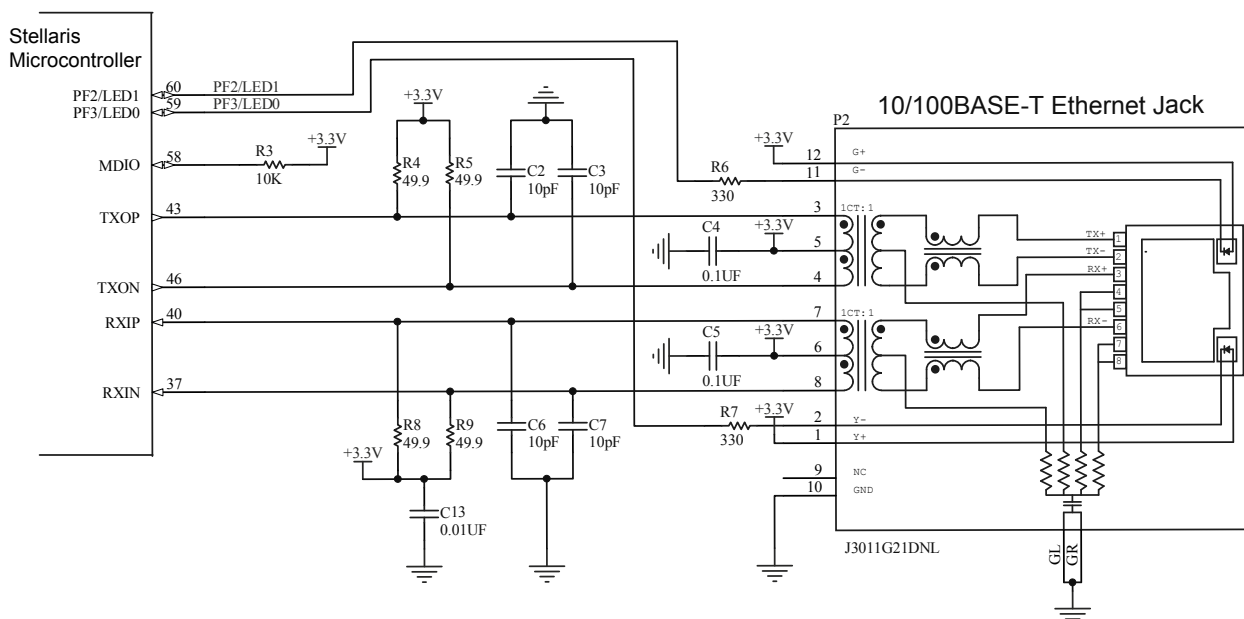 Stellaris
Microcontroller
PF2/LED1
60
PF2/LED1
PF3/LED0
59
PF3/LED0
MDIO
58
R3
10K
+3.3V
TXOP
43
TXON
46
RXIP
40
RXIN
37
+3.3V
R4
49.9
R5
49.9
C2
10pF
C3
10pF
R6
330
C4
0.1UF
+3.3V
C5
0.1UF
+3.3V
R7
330
+3.3V
R8
49.9
R9
49.9
C6
10pF
C7
10pF
+3.3V
C13
0.01UF
10/100BASE-T Ethernet Jack
P2
+3.3V
12
G+
11
G-
3
1CT:1
5
4
7
1CT:1
6
8
2
Y-
1
Y+
9
NC
10
GND
TX+
1
TX-
2
RX+
3
4
5
RX-
6
7
8
J3011G21DNL
GL
GR